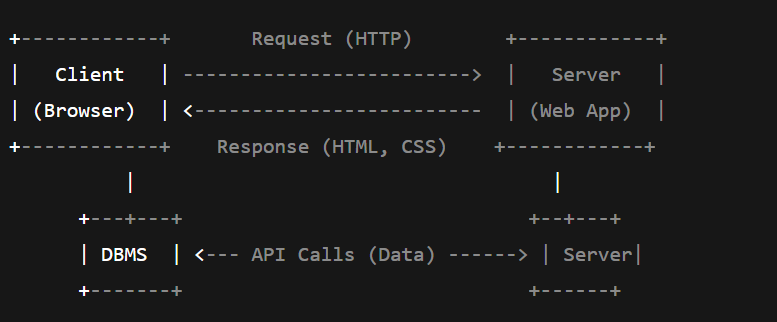 +------------+       Request (HTTP)        +------------+
|   Client   | -------------------------> |   Server   |
| (Browser)  | <------------------------- | (Web App)  |
+------------+    Response (HTML, CSS)    +------------+
          |                                    |
      +---+---+                              +--+---+
      | DBMS  | <--- API Calls (Data) ------> | Server|
      +-------+                              +------+